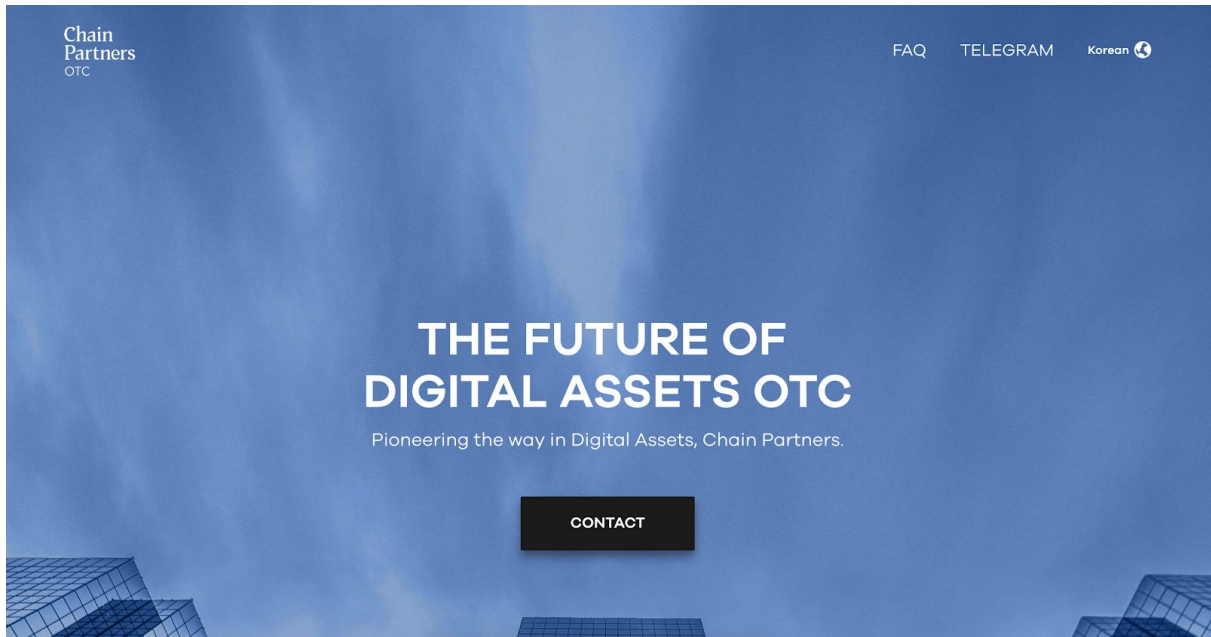 Chain
Partners
OTC
FAQ TELEGRAM Korean
THE FUTURE OF
DIGITAL ASSETS OTC
Pioneering the way in Digital Assets, Chain Partners.
CONTACT